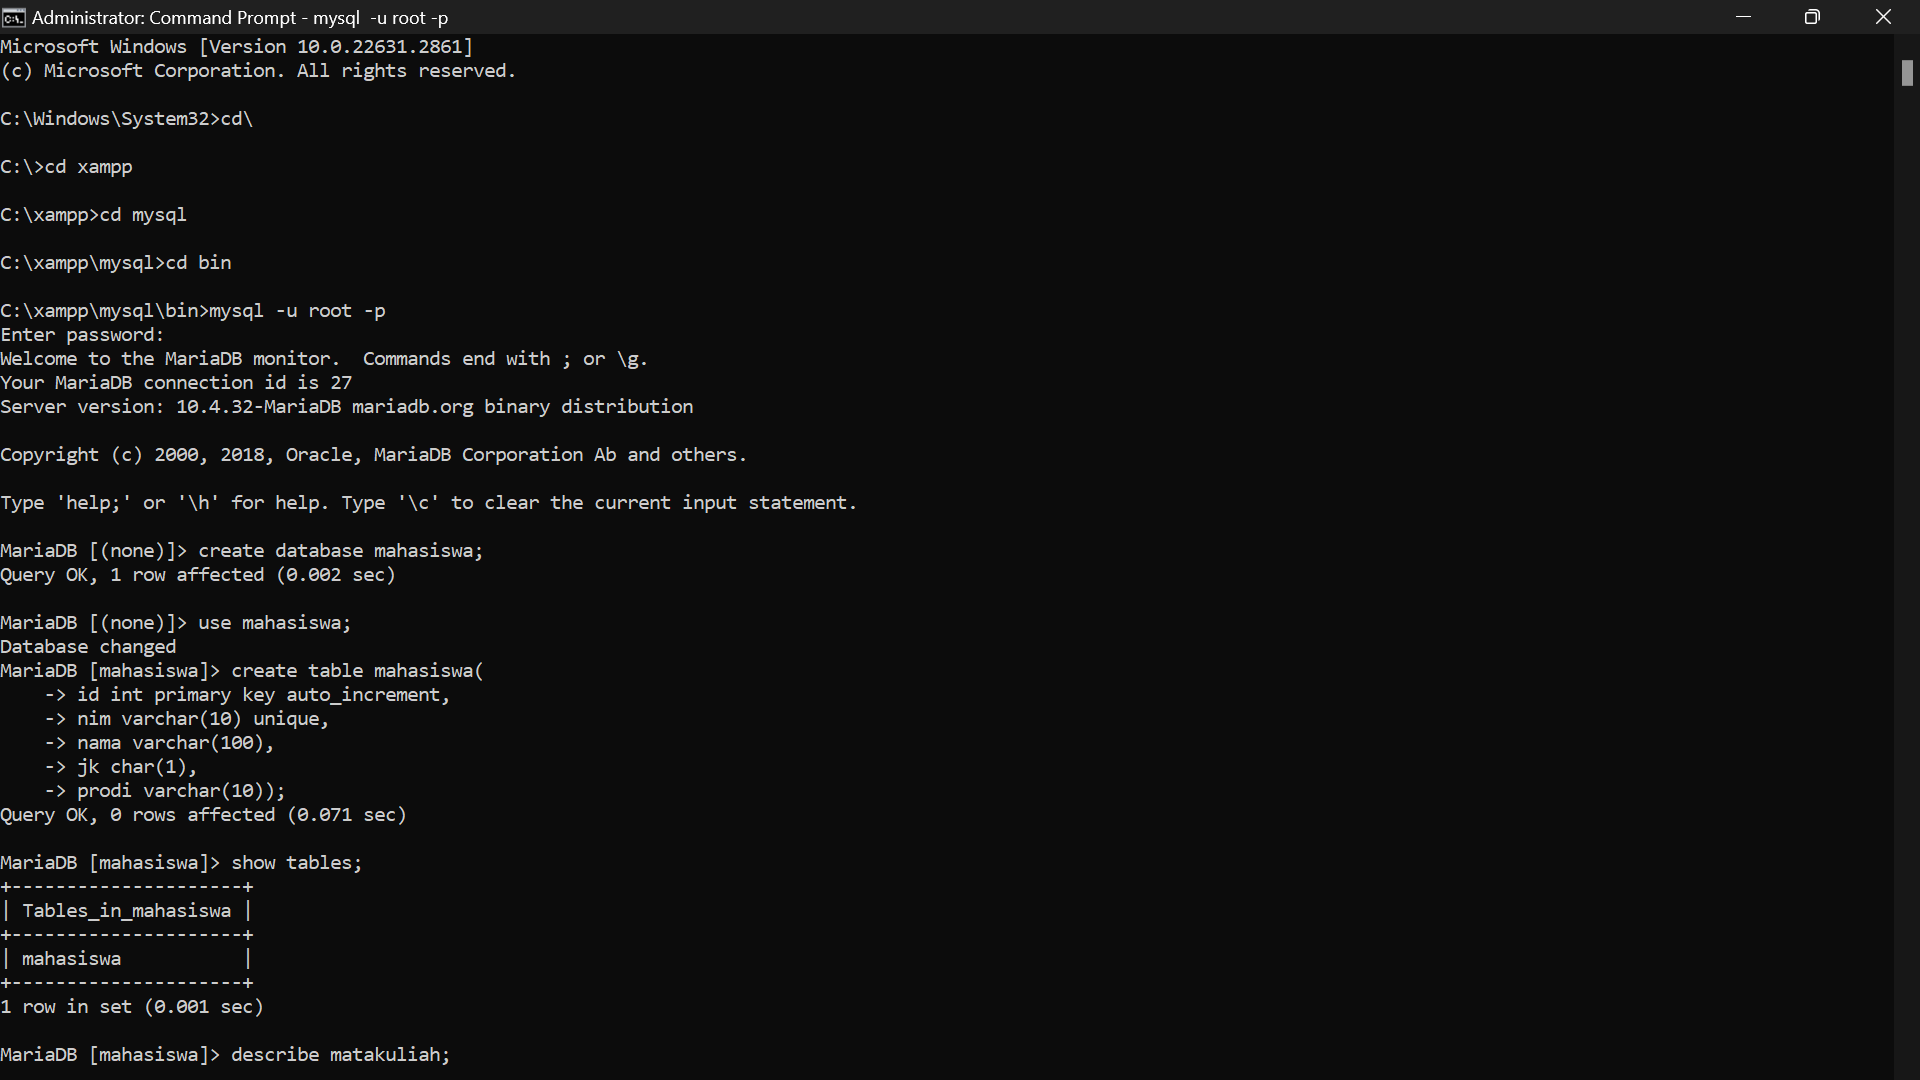 Administrator: Command Prompt - mysql  -u root -p
Microsoft Windows [Version 10.0.22631.2861]
(c) Microsoft Corporation. All rights reserved.
C:\Windows\System32>cd\
C:\>cd xampp
C:\xampp>cd mysql
C:\xampp\mysql>cd bin
C:\xampp\mysql\bin>mysql -u root -p
Enter password:
Welcome to the MariaDB monitor.  Commands end with ; or \g.
Your MariaDB connection id is 27
Server version: 10.4.32-MariaDB mariadb.org binary distribution
Copyright (c) 2000, 2018, Oracle, MariaDB Corporation Ab and others.
Type 'help;' or '\h' for help. Type '\c' to clear the current input statement.
MariaDB [(none)]> create database mahasiswa;
Query OK, 1 row affected (0.002 sec)
MariaDB [(none)]> use mahasiswa;
Database changed
MariaDB [mahasiswa]> create table mahasiswa(
    -> id int primary key auto_increment,
    -> nim varchar(10) unique,
    -> nama varchar(100),
    -> jk char(1),
    -> prodi varchar(10));
Query OK, 0 rows affected (0.071 sec)
MariaDB [mahasiswa]> show tables;
+---------------------+
| Tables_in_mahasiswa |
+---------------------+
| mahasiswa           |
+---------------------+
1 row in set (0.001 sec)
MariaDB [mahasiswa]> describe matakuliah;